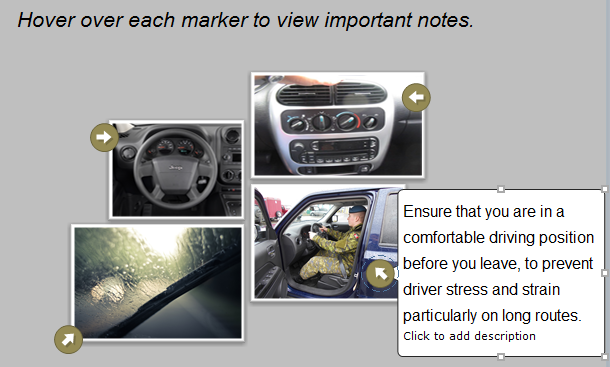 Hover over each marker to view important notes.
Jeep
Ensure that you are in a
comfortable driving position
before you leave, to prevent
driver stress and strain
particularly on long routes.
Click to add description